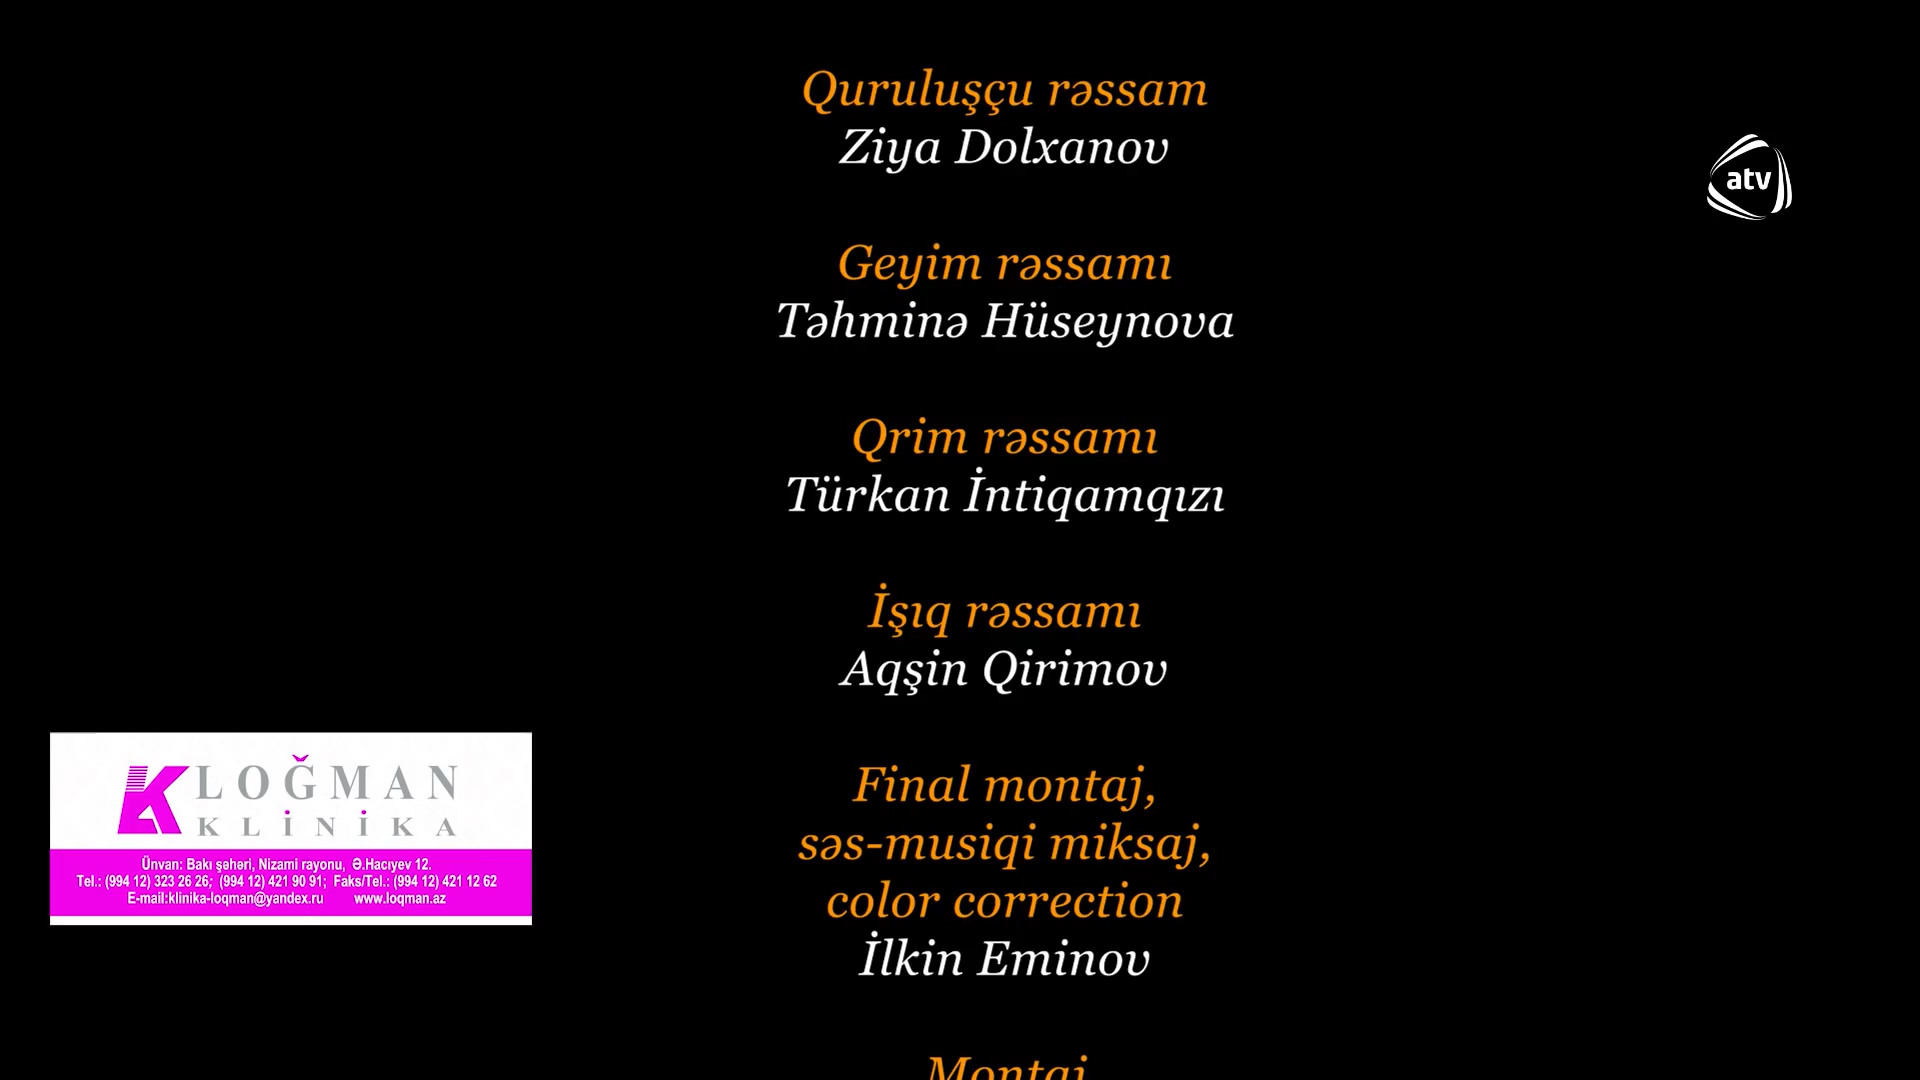 Quruluşçu rəssam
Ziya Dolxanov
atv
Geyim rəssamı
Təhminə Hüseynova
Qrim rəssamı
Türkan İntiqamqızı
İşıq rəssamı
Aqşin Qirimov
Final montaj,
səs-musiqi miksaj,
color correction
İlkin Eminov
Montaj
LOĞMAN
KLİNİKA
Ünvan: Bakı şəhəri, Nizami rayonu, Ə.Hacıyev 12.
Tel.: (994 12) 323 26 26; (994 12) 421 90 91; Faks/Tel.: (994 12) 421 12 62
E-mail:klinika-loqman@yandex.ru www.loqman.az